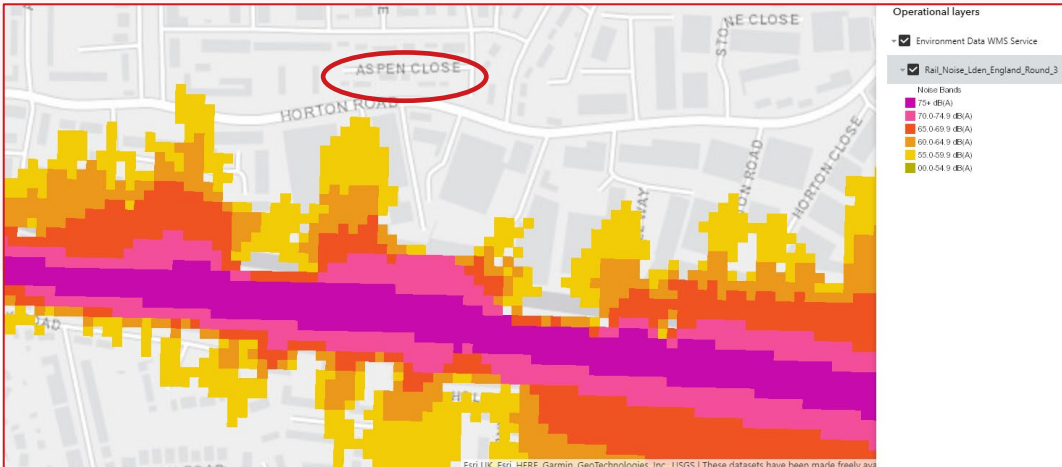 Operational layers
Environment Data WMS Service
Rail_Noise_Lden_England_Round_3
Noise Bands
75+ dB(A)
70.0-74.9 dB(A)
65.0-69.9 dB(A)
60.0-64.9 dB(A)
55.0-59.9 dB(A)
00.0-54.9 dB(A)
STONE CLOSE
ASPEN CLOSE
HORTON ROAD
HORTON CLOSE
ROAD
Esri UK, Esri, HERE, Garmin, GeoTechnologies, Inc., USGS | These datasets have been made freely ava